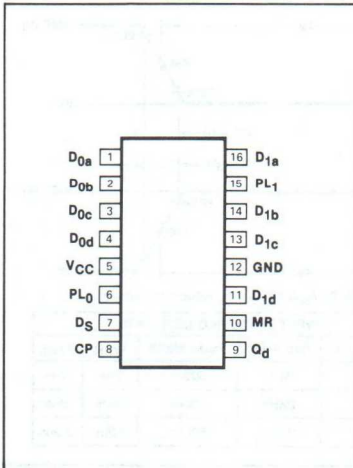 D0a 1 16 D1a
D0b 2 15 PL1
D0c 3 14 D1b
D0d 4 13 D1c
VCC 5 12 GND
PL0 6 11 D1d
DS 7 10 MR
CP 8 9 Qd